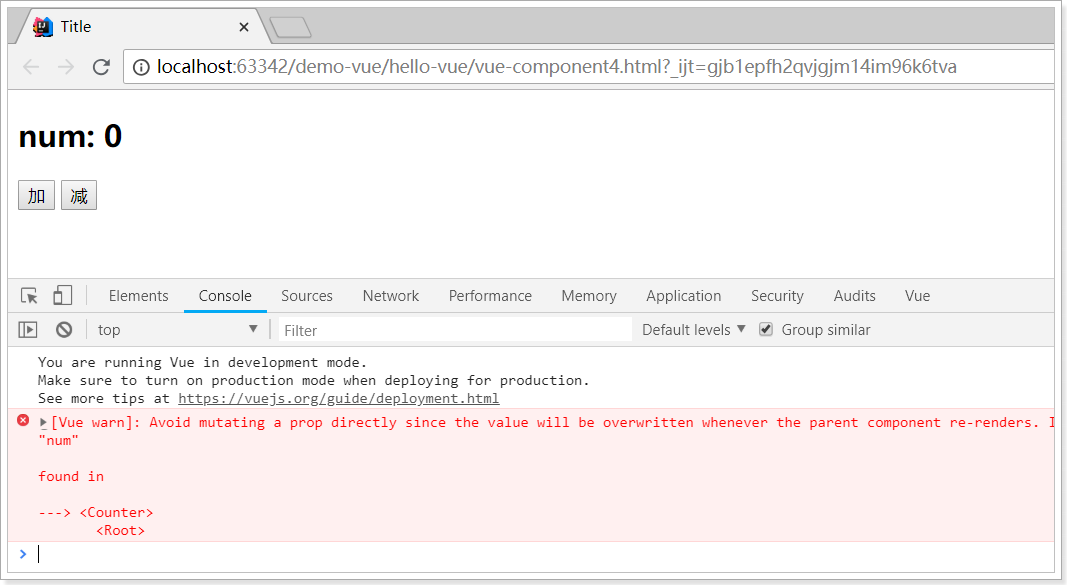 Title
localhost:63342/demo-vue/hello-vue/vue-component4.html?_ijt=gjb1epfh2qvjgjm14im96k6tva
num: 0
加 减
Elements Console Sources Network Performance Memory Application Security Audits Vue
top Filter Default levels Group similar
You are running Vue in development mode.
Make sure to turn on production mode when deploying for production.
See more tips at https://vuejs.org/guide/deployment.html
[Vue warn]: Avoid mutating a prop directly since the value will be overwritten whenever the parent component re-renders.
"num"
found in
---> <Counter>
<Root>